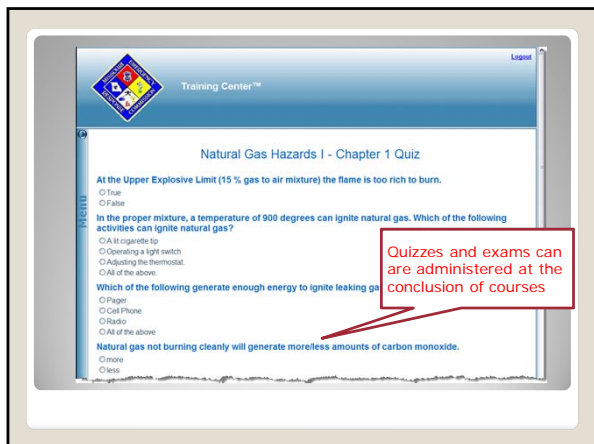 Logout
Training Center™
Menu
Natural Gas Hazards I - Chapter 1 Quiz
At the Upper Explosive Limit (15 % gas to air mixture) the flame is too rich to burn.
True
False
In the proper mixture, a temperature of 900 degrees can ignite natural gas. Which of the following
activities can ignite natural gas?
A lit cigarette tip
Operating a light switch
Adjusting the thermostat.
All of the above.
Which of the following generate enough energy to ignite leaking
Pager
Cell Phone
Radio
All of the above
Quizzes and exams can
are administered at the
conclusion of courses
Natural gas not burning cleanly will generate more/less amounts of carbon monoxide.
more
less